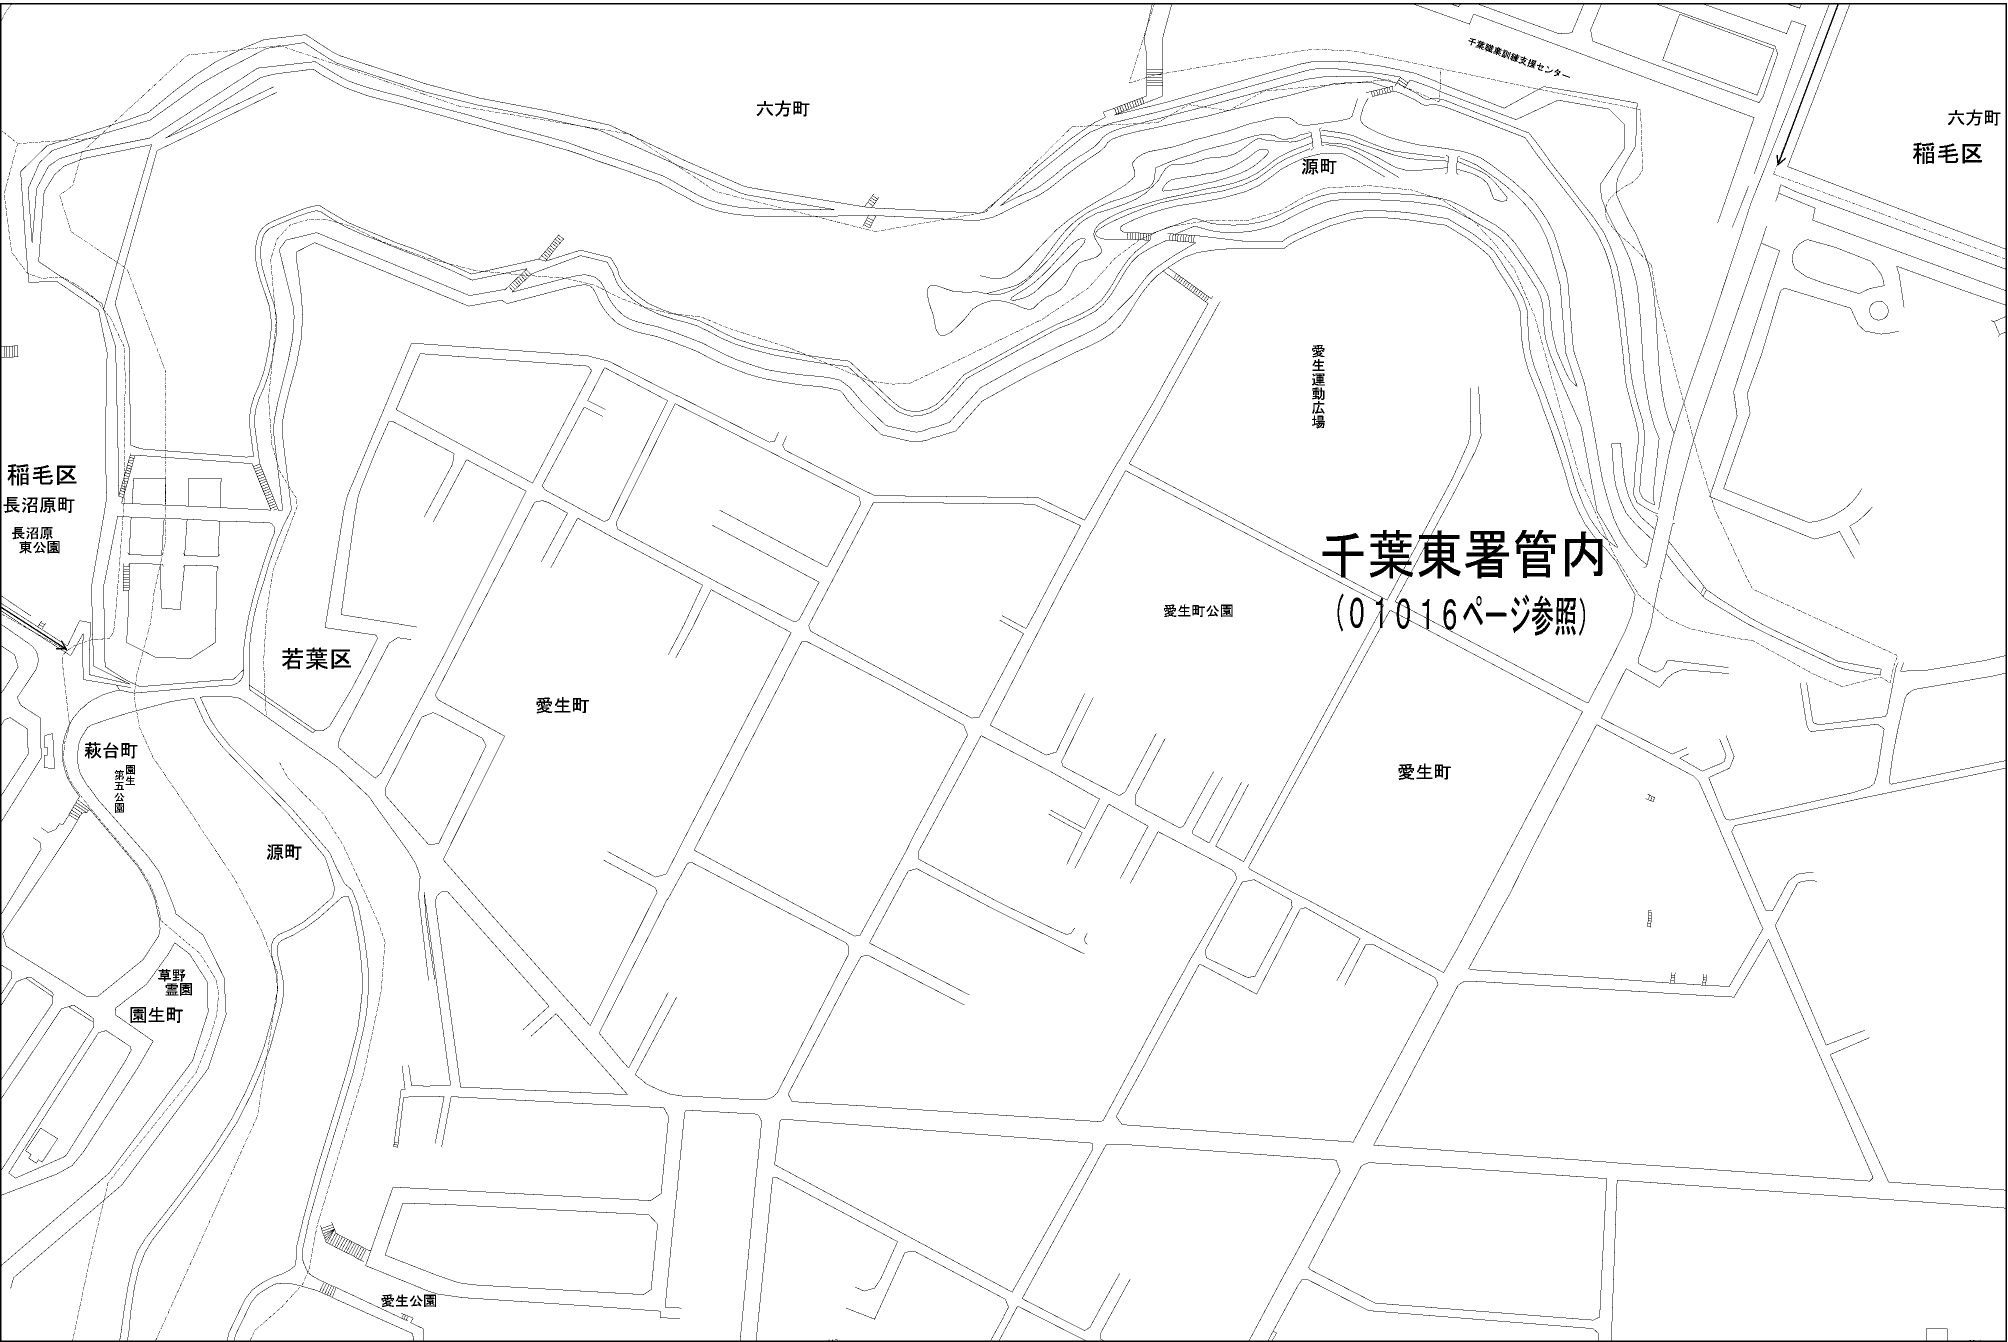 千葉職業訓練支援センター
六方町
六方町
稲毛区
源町
愛生運動広場
稲毛区
長沼原町
長沼原
東公園
千葉東署管内
(01016ページ参照)
愛生町公園
若葉区
愛生町
萩台町
園生
第五公園
愛生町
源町
草野
霊園
園生町
愛生公園